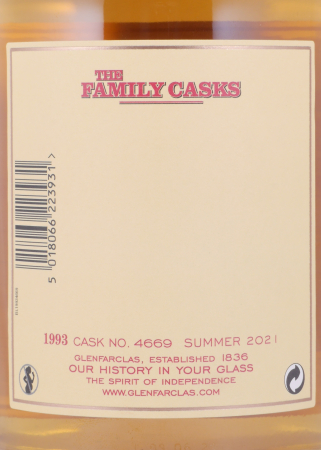 THE
FAMILY CASKS
5 018066 223931 >
1993 CASK NO. 4669 SUMMER 2021
GLENFARCLAS, ESTABLISHED 1836
OUR HISTORY IN YOUR GLASS
THE SPIRIT OF INDEPENDENCE
WWW.GLENFARCLAS.COM